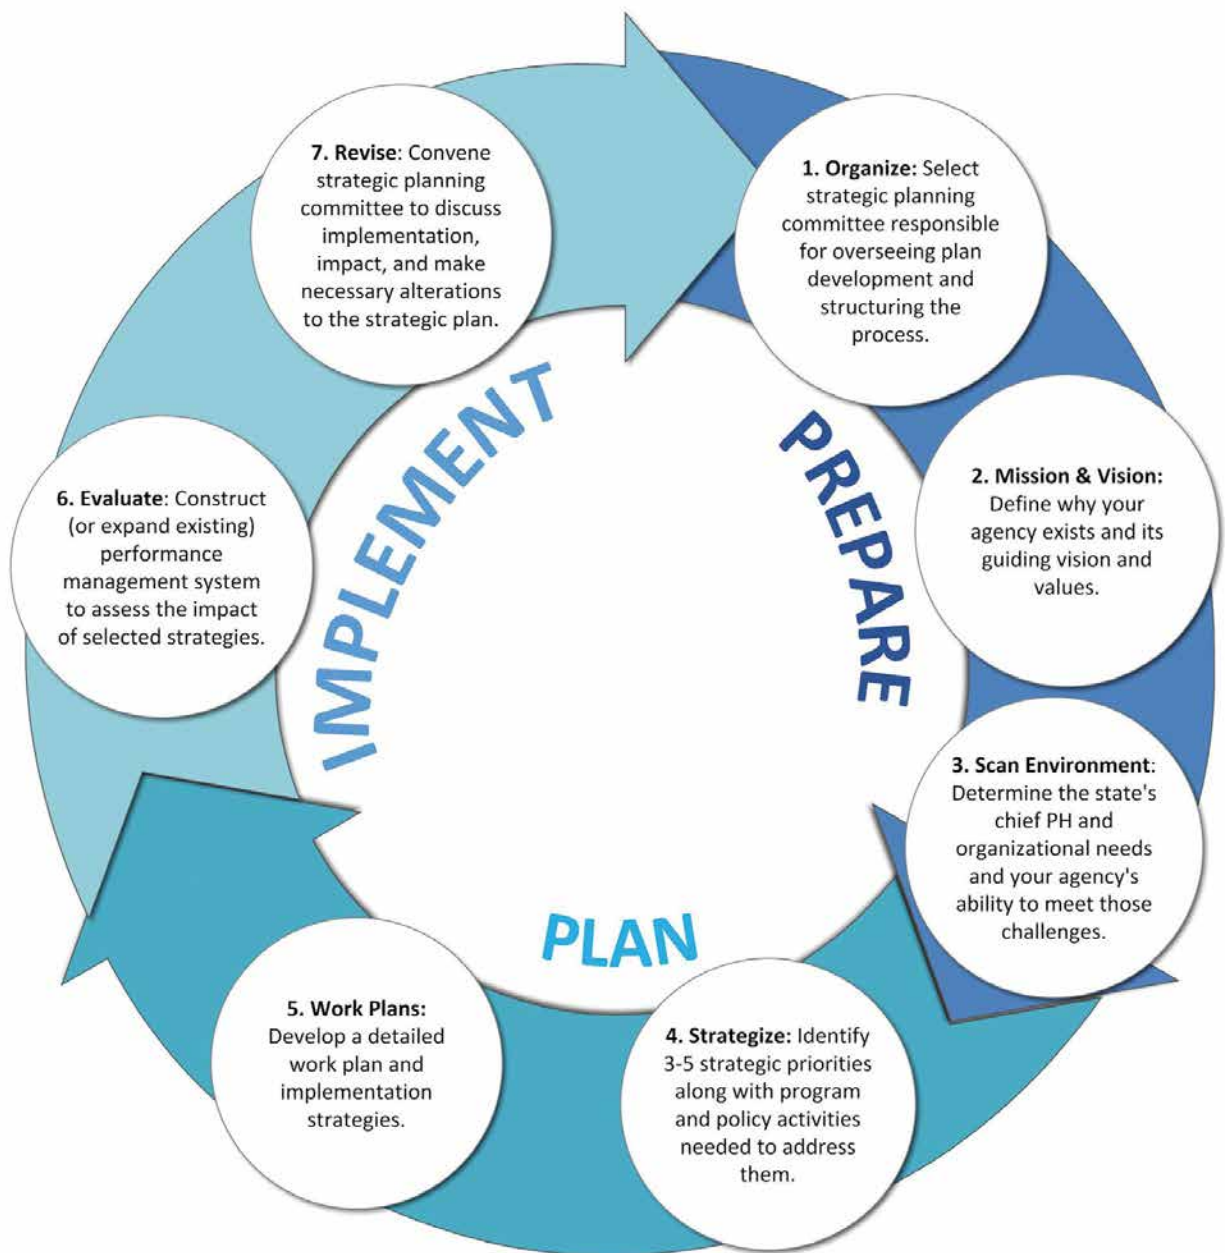 1. Organize: Select
strategic planning
committee responsible
for overseeing plan
development and
structuring the
process.
2. Mission & Vision:
Define why your
agency exists and its
guiding vision and
values.
3. Scan Environment:
Determine the state's
chief PH and
organizational needs
and your agency's
ability to meet those
challenges.
4. Strategize: Identify
3-5 strategic priorities
along with program
and policy activities
needed to address
them.
5. Work Plans:
Develop a detailed
work plan and
implementation
strategies.
6. Evaluate: Construct
(or expand existing)
performance
management system
to assess the impact
of selected strategies.
7. Revise: Convene
strategic planning
committee to discuss
implementation,
impact, and make
necessary alterations
to the strategic plan.
PREPARE
PLAN
IMPLEMENT